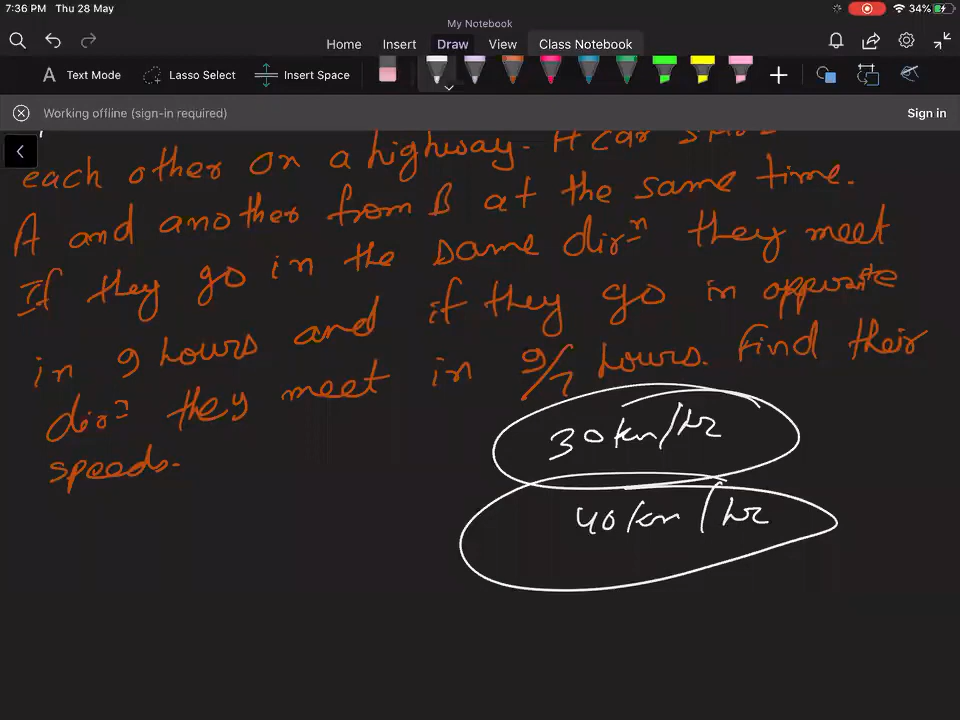 7:36 PM Thu 28 May
34%
My Notebook
Home Insert Draw View Class Notebook
Text Mode Lasso Select Insert Space
Working offline (sign-in required) Sign in
each other on a highway. A car
A and another from B at the same time.
If they go in the same dirⁿ they meet
in 9 hours and if they go in opposite
dirⁿ they meet in 9/7 hours. Find their
speeds.
30 km/hr
40 km/hr